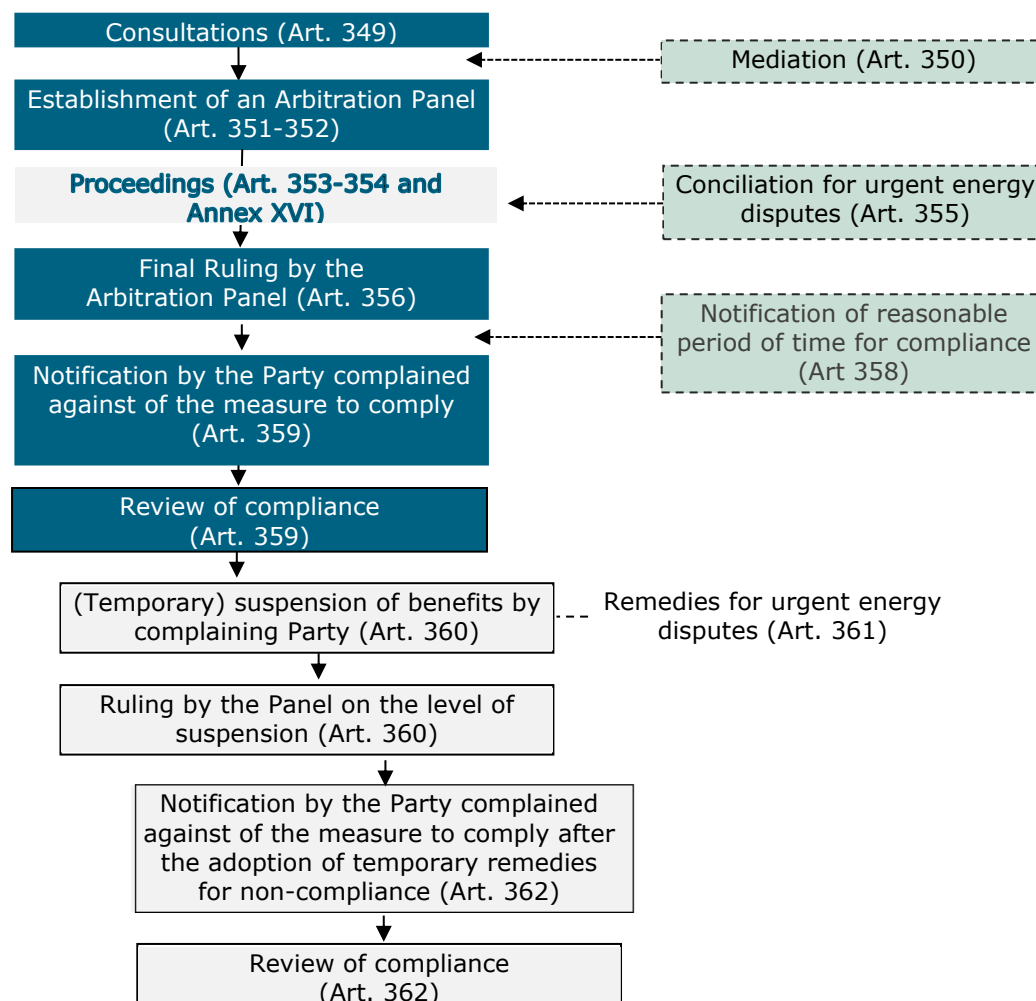 Consultations (Art. 349)
Mediation (Art. 350)
Establishment of an Arbitration Panel
(Art. 351-352)
Proceedings (Art. 353-354 and
Annex XVI)
Conciliation for urgent energy
disputes (Art. 355)
Final Ruling by the
Arbitration Panel (Art. 356)
Notification of reasonable
period of time for compliance
(Art 358)
Notification by the Party complained
against of the measure to comply
(Art. 359)
Review of compliance
(Art. 359)
(Temporary) suspension of benefits by
complaining Party (Art. 360)
Remedies for urgent energy
disputes (Art. 361)
Ruling by the Panel on the level of
suspension (Art. 360)
Notification by the Party complained
against of the measure to comply after
the adoption of temporary remedies
for non-compliance (Art. 362)
Review of compliance
(Art. 362)